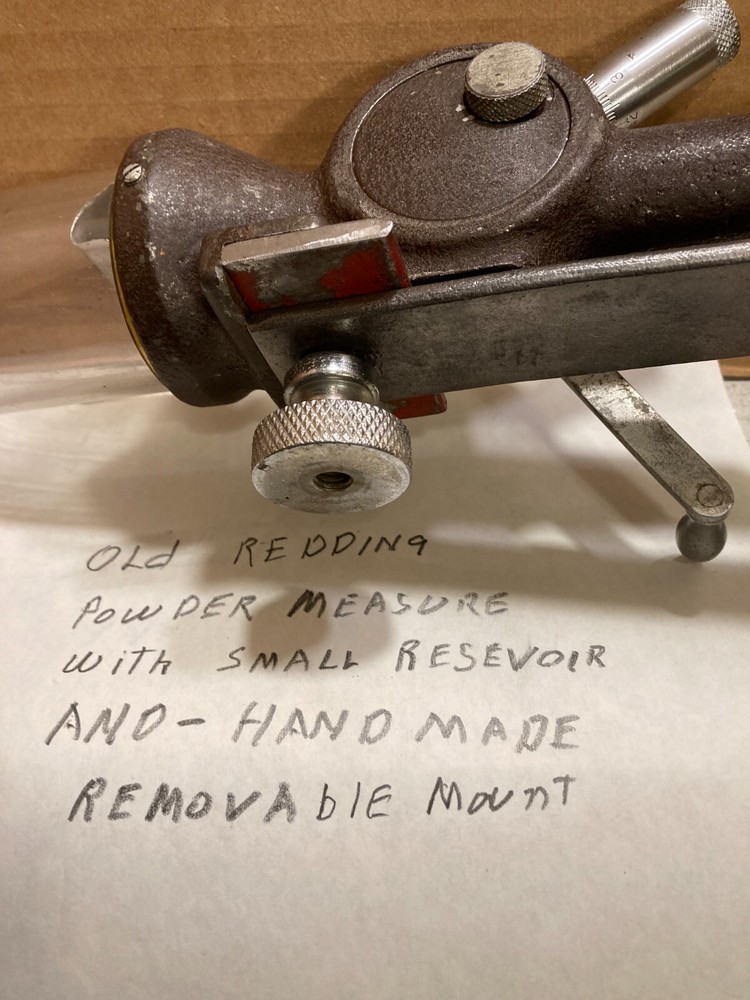 OLd REDDING
POWDER MEASURE
with SMALL RESEVOIR
AND- HAND MADE
REMOVAblE MounT